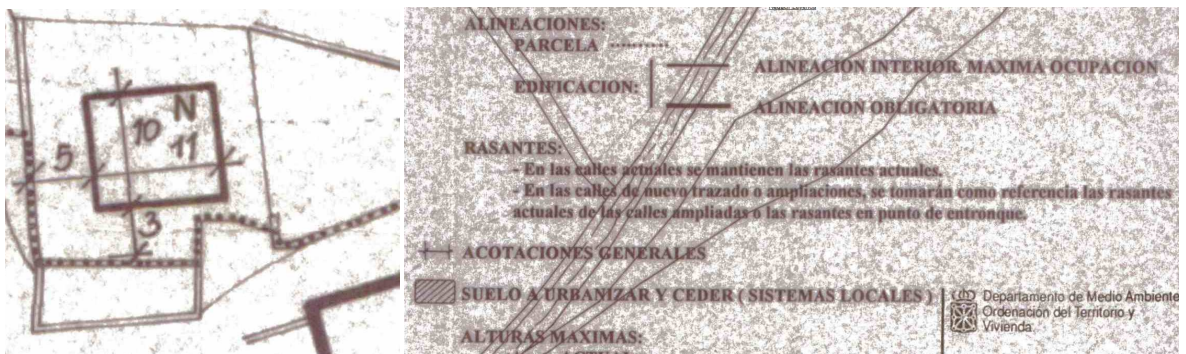 N
10
11
5
3
ALINEACIONES:
PARCELA
ALINEACION INTERIOR. MAXIMA OCUPACION
EDIFICACION:
ALINEACION OBLIGATORIA
RASANTES:
- En las calles actuales se mantienen las rasantes actuales.
- En las calles de nuevo trazado o ampliaciones, se tomarán como referencia las rasantes
actuales de las calles ampliadas o las rasantes en punto de entronque.
ACOTACIONES GENERALES
SUELO A URBANIZAR Y CEDER ( SISTEMAS LOCALES )
Departamento de Medio Ambiente
Ordenación del Territorio y
Vivienda
ALTURAS MAXIMAS: